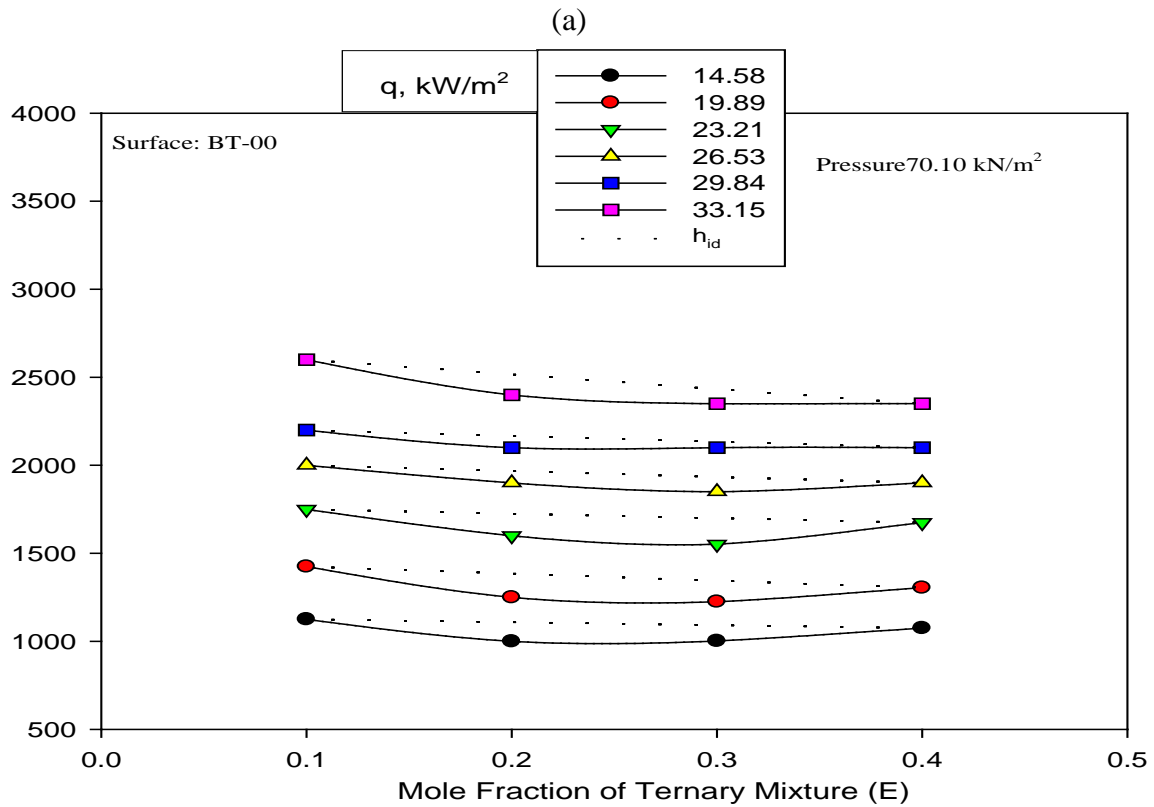 (a)
q, kW/m²
14.58
19.89
23.21
26.53
29.84
33.15
h_id
Surface: BT-00
Pressure70.10 kN/m²
4000
3500
3000
2500
2000
1500
1000
500
0.0 0.1 0.2 0.3 0.4 0.5
Mole Fraction of Ternary Mixture (E)